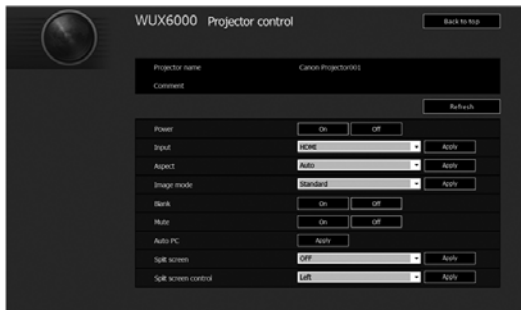 WUX6000 Projector control Back to top
Projector name Canon Projector001
Comment
Refresh
Power On Off
Input HDMI Apply
Aspect Auto Apply
Image mode Standard Apply
Blank On Off
Mute On Off
Auto PC Apply
Split screen OFF Apply
Split screen control Left Apply